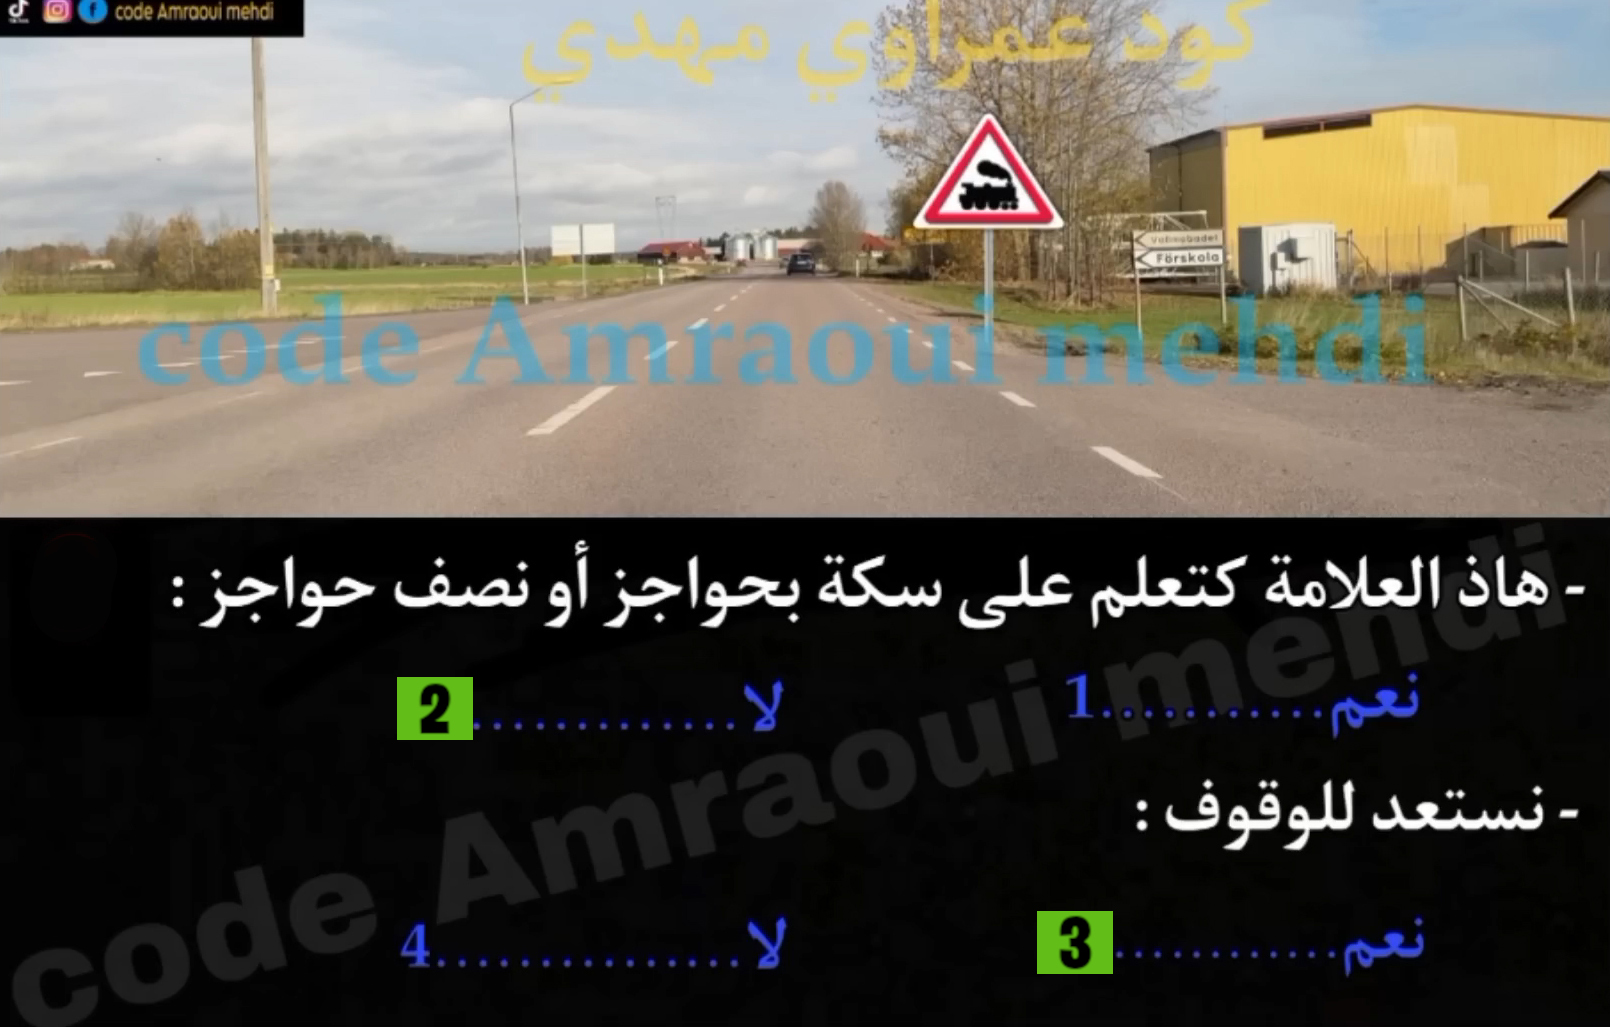 code Amraoui mehdi
كود عمراوي مهدي
Vallnsbadet
Förskola
code Amraoui mehdi
- هاذ العلامة كتعلم على سكة بحواجز أو نصف حواجز :
نعم...........1 لا.............2
- نستعد للوقوف :
نعم............3 لا...............4
code Amraoui mehdi